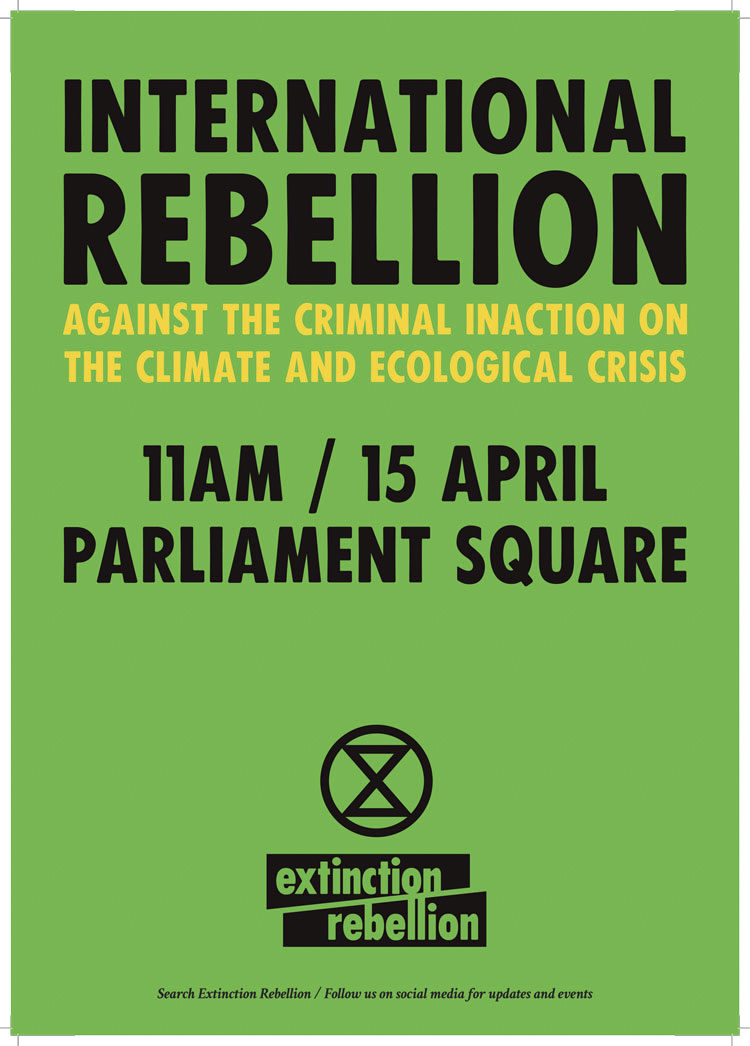 INTERNATIONAL
REBELLION
AGAINST THE CRIMINAL INACTION ON
THE CLIMATE AND ECOLOGICAL CRISIS
11AM / 15 APRIL
PARLIAMENT SQUARE
extinction
rebellion
Search Extinction Rebellion / Follow us on social media for updates and events